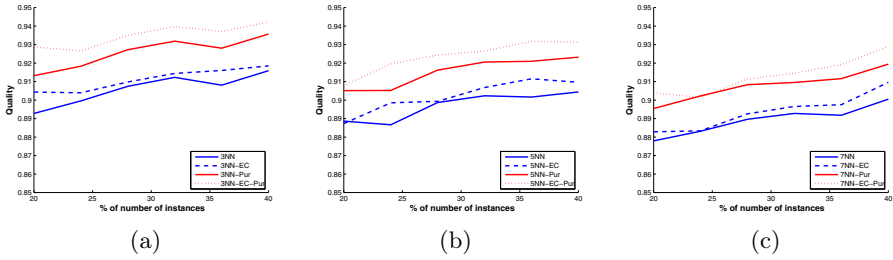 0.95
0.94
0.93
0.92
0.91
0.9
0.89
0.88
0.87
0.86
0.85
Quality
20
25
30
35
40
% of number of instances
3NN
3NN−EC
3NN−Pur
3NN−EC−Pur
(a)
0.95
0.94
0.93
0.92
0.91
0.9
0.89
0.88
0.87
0.86
0.85
Quality
20
25
30
35
40
% of number of instances
5NN
5NN−EC
5NN−Pur
5NN−EC−Pur
(b)
0.95
0.94
0.93
0.92
0.91
0.9
0.89
0.88
0.87
0.86
0.85
Quality
20
25
30
35
40
% of number of instances
7NN
7NN−EC
7NN−Pur
7NN−EC−Pur
(c)